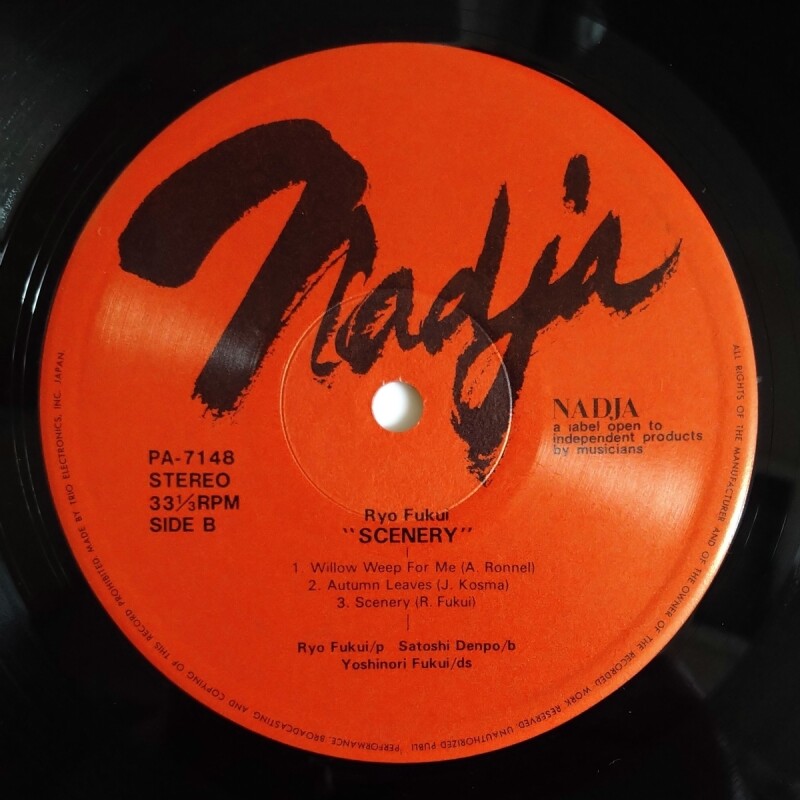 Nadja
NADJA
a label open to
independent products
by musicians
PA-7148
STEREO
33⅓RPM
SIDE B
Ryo Fukui
"SCENERY"
1. Willow Weep For Me (A. Ronnel)
2. Autumn Leaves (J. Kosma)
3. Scenery (R. Fukui)
Ryo Fukui/p Satoshi Denpo/b
Yoshinori Fukui/ds
ALL RIGHTS OF THE MANUFACTURER AND OF THE OWNER OF THE RECORDED WORK RESERVED. UNAUTHORIZED PUBLIC PERFORMANCE, BROADCASTING AND COPYING OF THIS RECORD PROHIBITED. MADE BY TRIO ELECTRONICS, INC. JAPAN.